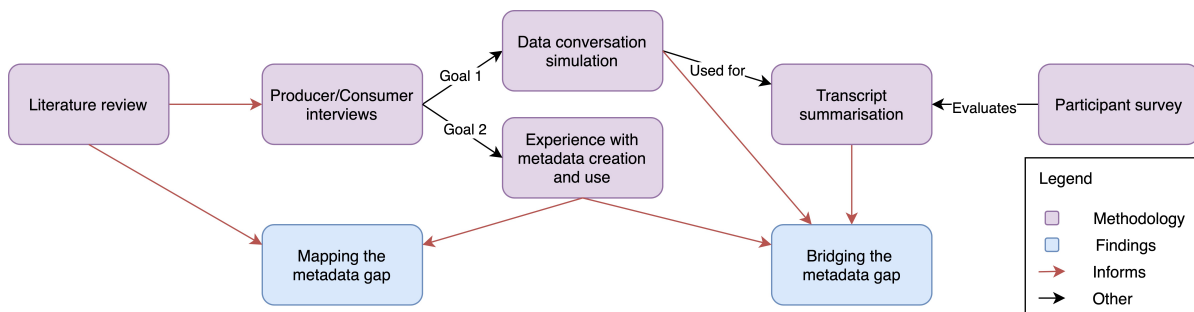 Literature review
Producer/Consumer
interviews
Goal 1
Goal 2
Data conversation
simulation
Experience with
metadata creation
and use
Used for
Transcript
summarisation
Evaluates
Participant survey
Mapping the
metadata gap
Bridging the
metadata gap
Legend
Methodology
Findings
Informs
Other